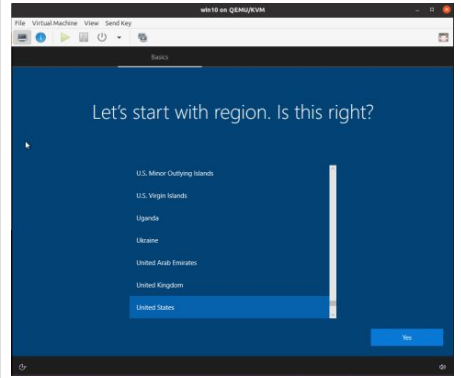 win10 on QEMU/KVM
File Virtual Machine View Send Key
Basics
Let's start with region. Is this right?
U.S. Minor Outlying Islands
U.S. Virgin Islands
Uganda
Ukraine
United Arab Emirates
United Kingdom
United States
Yes